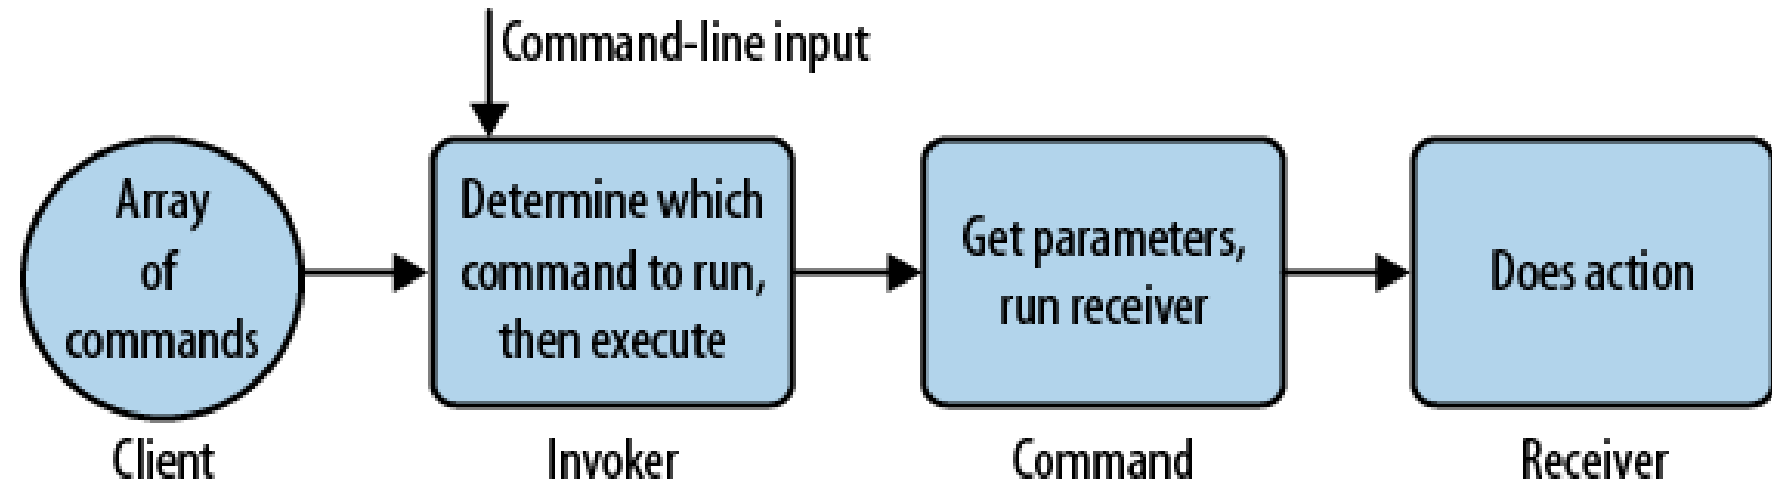 Command-line input
Array
of
commands
Determine which
command to run,
then execute
Get parameters,
run receiver
Does action
Client
Invoker
Command
Receiver